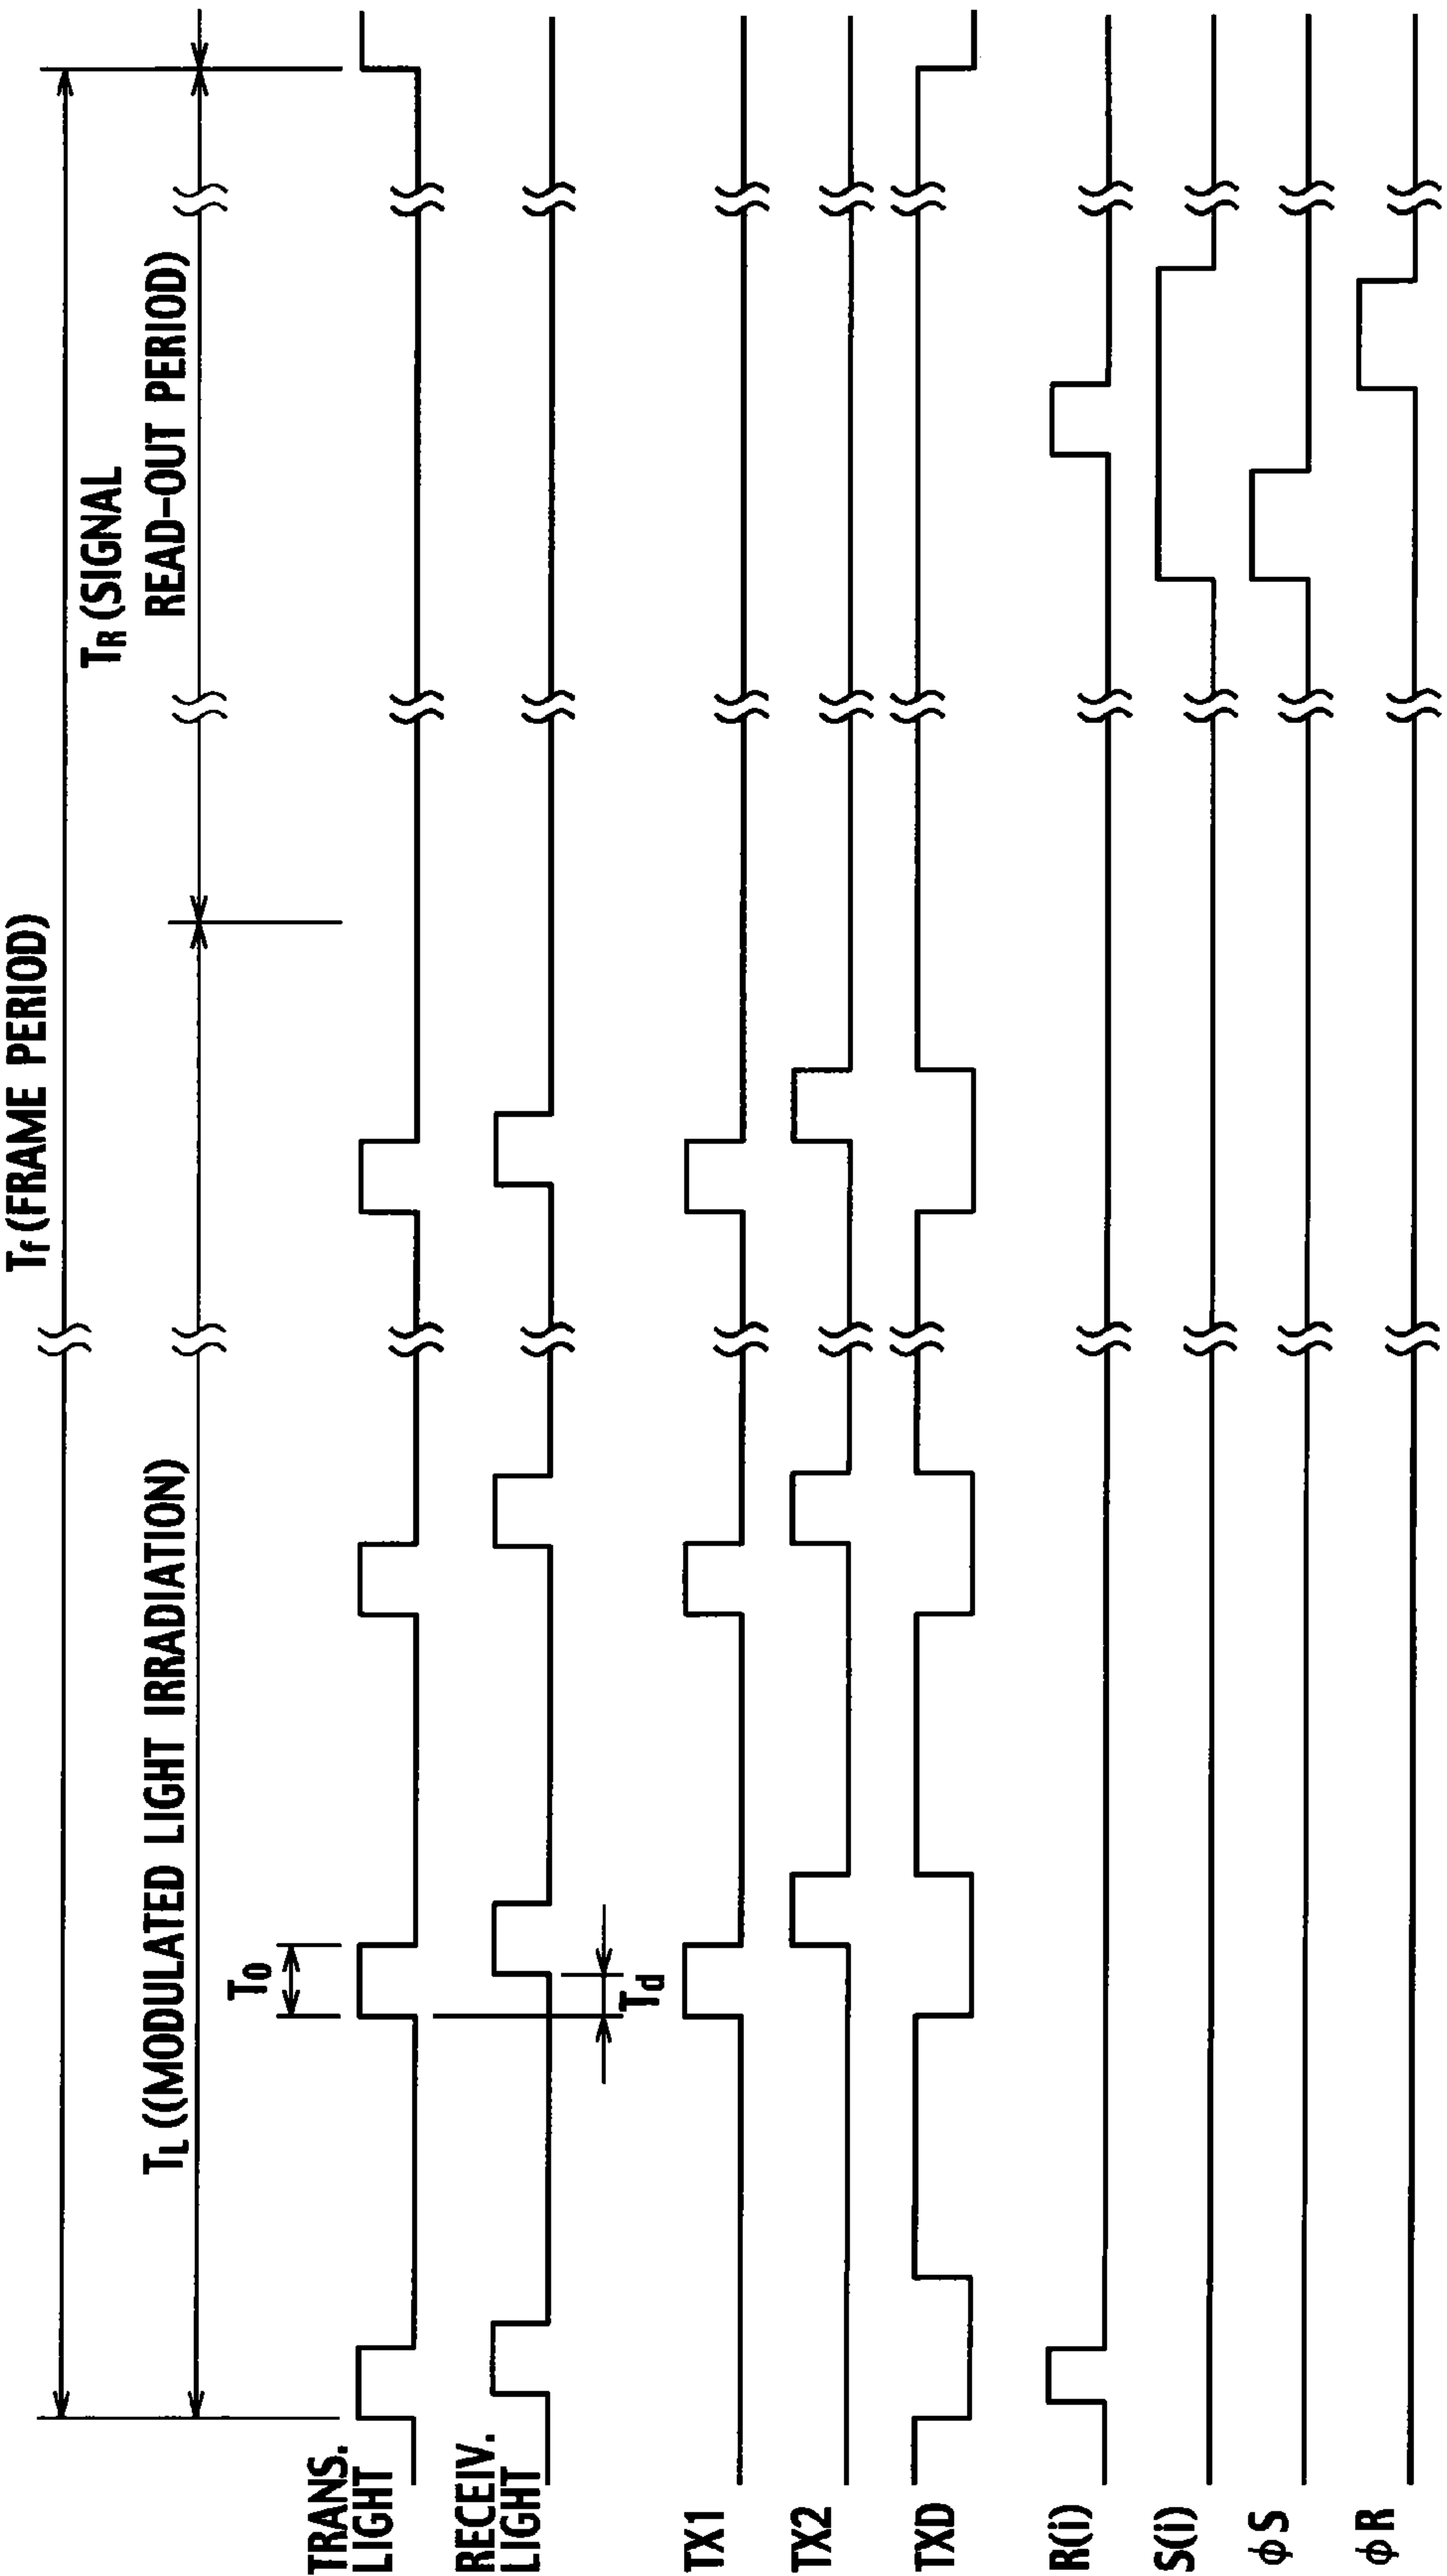 Tf (FRAME PERIOD)
TL ((MODULATED LIGHT IRRADIATION)
TR (SIGNAL
READ-OUT PERIOD)
T0
TRANS.
LIGHT
RECEIV.
LIGHT
Td
TX1
TX2
TXD
R(i)
S(i)
ϕS
ϕR